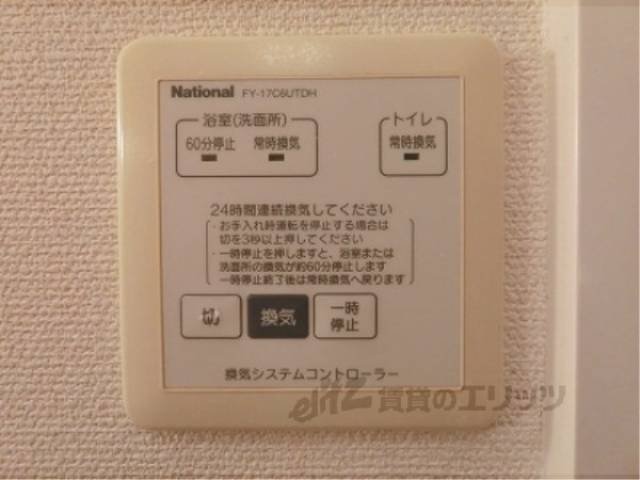 National FY-17C6UTDH
浴室(洗面所)
60分停止 常時換気
トイレ
常時換気
24時間連続換気してください
・お手入れ時運転を停止する場合は
切を3秒以上押してください
・一時停止を押しますと、浴室または
洗面所の換気が約60分停止します
一時停止終了後は常時換気へ戻ります
切
換気
一時
停止
換気システムコントローラー
elitz 賃貸のエリッツ